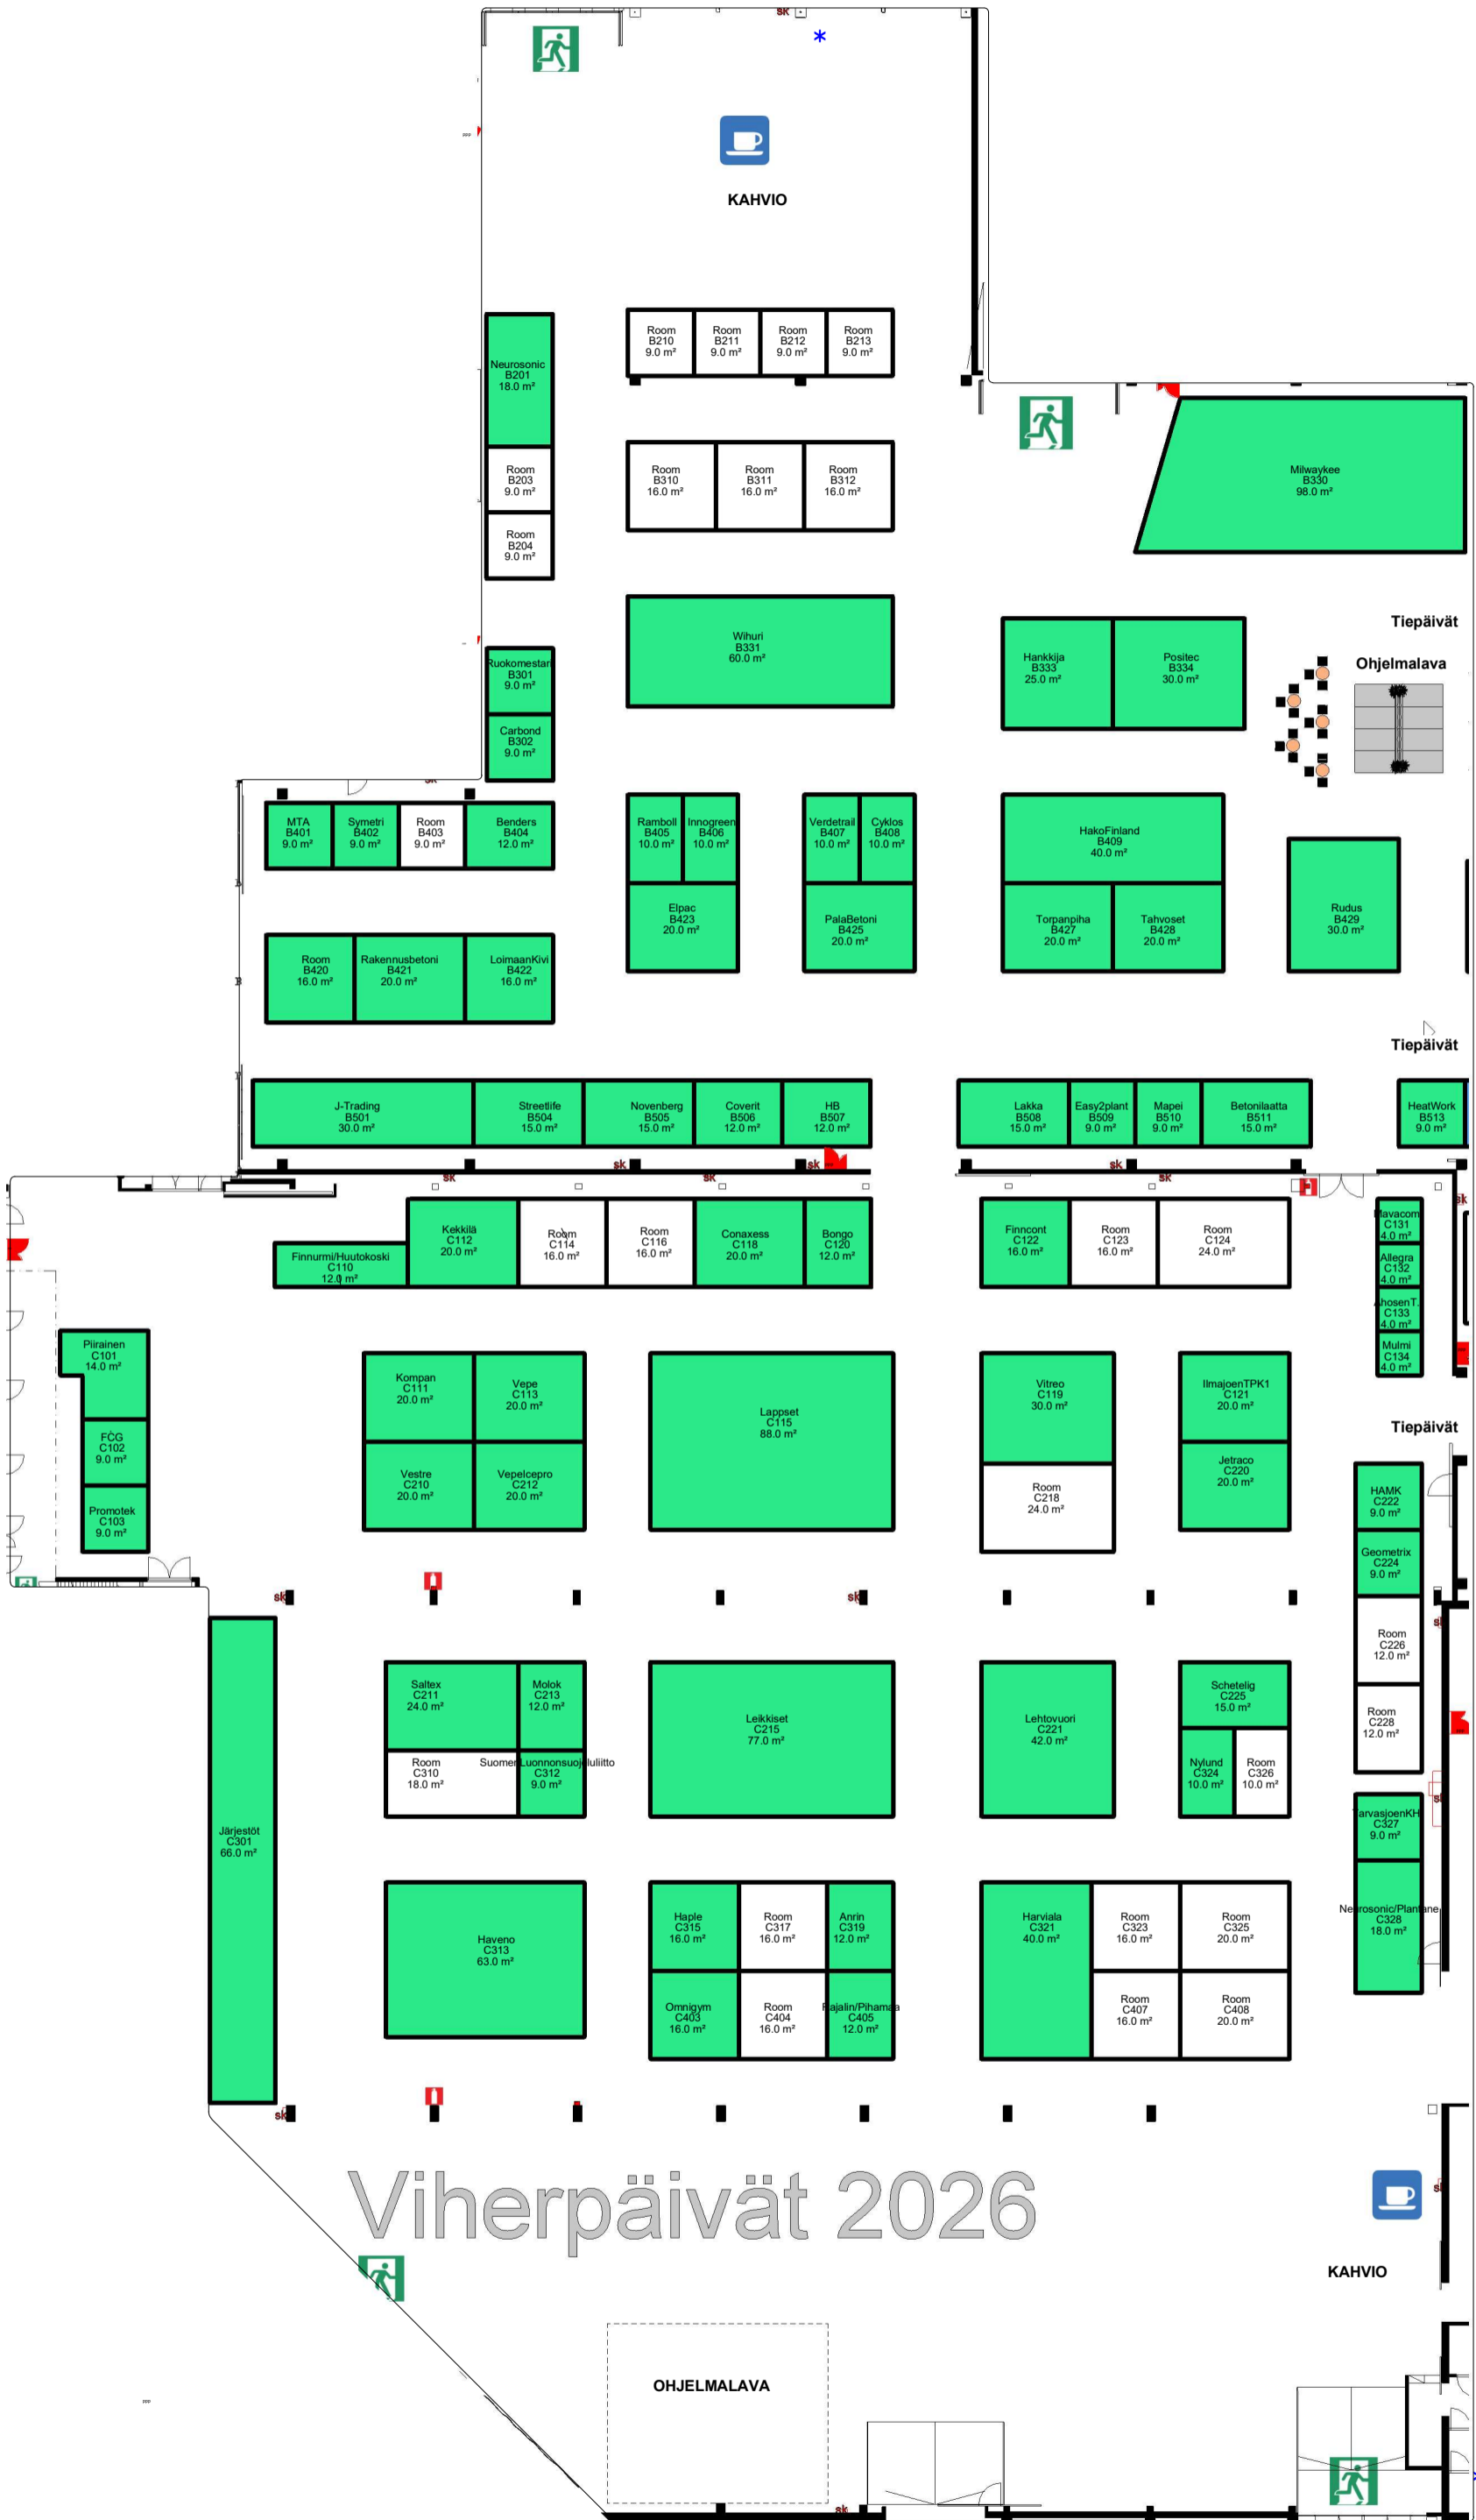 KAHVIO
Room
B210
9.0 m²
Room
B211
9.0 m²
Room
B212
9.0 m²
Room
B213
9.0 m²
Neurosonic
B201
18.0 m²
Room
B203
9.0 m²
Room
B204
9.0 m²
Room
B310
16.0 m²
Room
B311
16.0 m²
Room
B312
16.0 m²
Milwaykee
B330
98.0 m²
Wihuri
B331
60.0 m²
Hankkija
B333
25.0 m²
Positec
B334
30.0 m²
Tiepäivät
Ohjelmalava
Ruokomestari
B301
9.0 m²
Carbond
B302
9.0 m²
MTA
B401
9.0 m²
Symetri
B402
9.0 m²
Room
B403
9.0 m²
Benders
B404
12.0 m²
Ramboll
B405
10.0 m²
Innogreen
B406
10.0 m²
Verdetrail
B407
10.0 m²
Cyklos
B408
10.0 m²
HakoFinland
B409
40.0 m²
Elpac
B423
20.0 m²
PalaBetoni
B425
20.0 m²
Torpanpiha
B427
20.0 m²
Tahvoset
B428
20.0 m²
Rudus
B429
30.0 m²
Room
B420
16.0 m²
Rakennusbetoni
B421
20.0 m²
LoimaanKivi
B422
16.0 m²
Tiepäivät
J-Trading
B501
30.0 m²
Streetlife
B504
15.0 m²
Novenberg
B505
15.0 m²
Coverit
B506
12.0 m²
HB
B507
12.0 m²
Lakka
B508
15.0 m²
Easy2plant
B509
9.0 m²
Mapei
B510
9.0 m²
Betonilaatta
B511
15.0 m²
HeatWork
B513
9.0 m²
sk
sk
sk
sk
sk
sk
Finnurmi/Huutokoski
C110
12.0 m²
Kekkilä
C112
20.0 m²
Room
C114
16.0 m²
Room
C116
16.0 m²
Conaxess
C118
20.0 m²
Bongo
C120
12.0 m²
Finncont
C122
16.0 m²
Room
C123
16.0 m²
Room
C124
24.0 m²
Mavacom
C131
4.0 m²
Allegra
C132
4.0 m²
AhosenT.
C133
4.0 m²
Mulmi
C134
4.0 m²
Piirainen
C101
14.0 m²
FCG
C102
9.0 m²
Promotek
C103
9.0 m²
Kompan
C111
20.0 m²
Vepe
C113
20.0 m²
Vestre
C210
20.0 m²
Vepelcepro
C212
20.0 m²
Lappset
C115
88.0 m²
Vitreo
C119
30.0 m²
Room
C218
24.0 m²
IlmajoenTPK1
C121
20.0 m²
Jetraco
C220
20.0 m²
Tiepäivät
HAMK
C222
9.0 m²
Geometrix
C224
9.0 m²
Room
C226
12.0 m²
Room
C228
12.0 m²
sk
sk
Saltex
C211
24.0 m²
Molok
C213
12.0 m²
Room
C310
18.0 m²
Suomen Luonnonsuojeluliitto
C312
9.0 m²
Leikkiset
C215
77.0 m²
Lehtovuori
C221
42.0 m²
Schetelig
C225
15.0 m²
Nylund
C324
10.0 m²
Room
C326
10.0 m²
TarvasjoenKH
C327
9.0 m²
Neurosonic/Plantane
C328
18.0 m²
Järjestöt
C301
66.0 m²
Haveno
C313
63.0 m²
Haple
C315
16.0 m²
Room
C317
16.0 m²
Anrin
C319
12.0 m²
Omnigym
C403
16.0 m²
Room
C404
16.0 m²
Rajalin/Pihamaa
C405
12.0 m²
Harviala
C321
40.0 m²
Room
C323
16.0 m²
Room
C325
20.0 m²
Room
C407
16.0 m²
Room
C408
20.0 m²
sk
Viherpäivät 2026
KAHVIO
OHJELMALAVA
sk